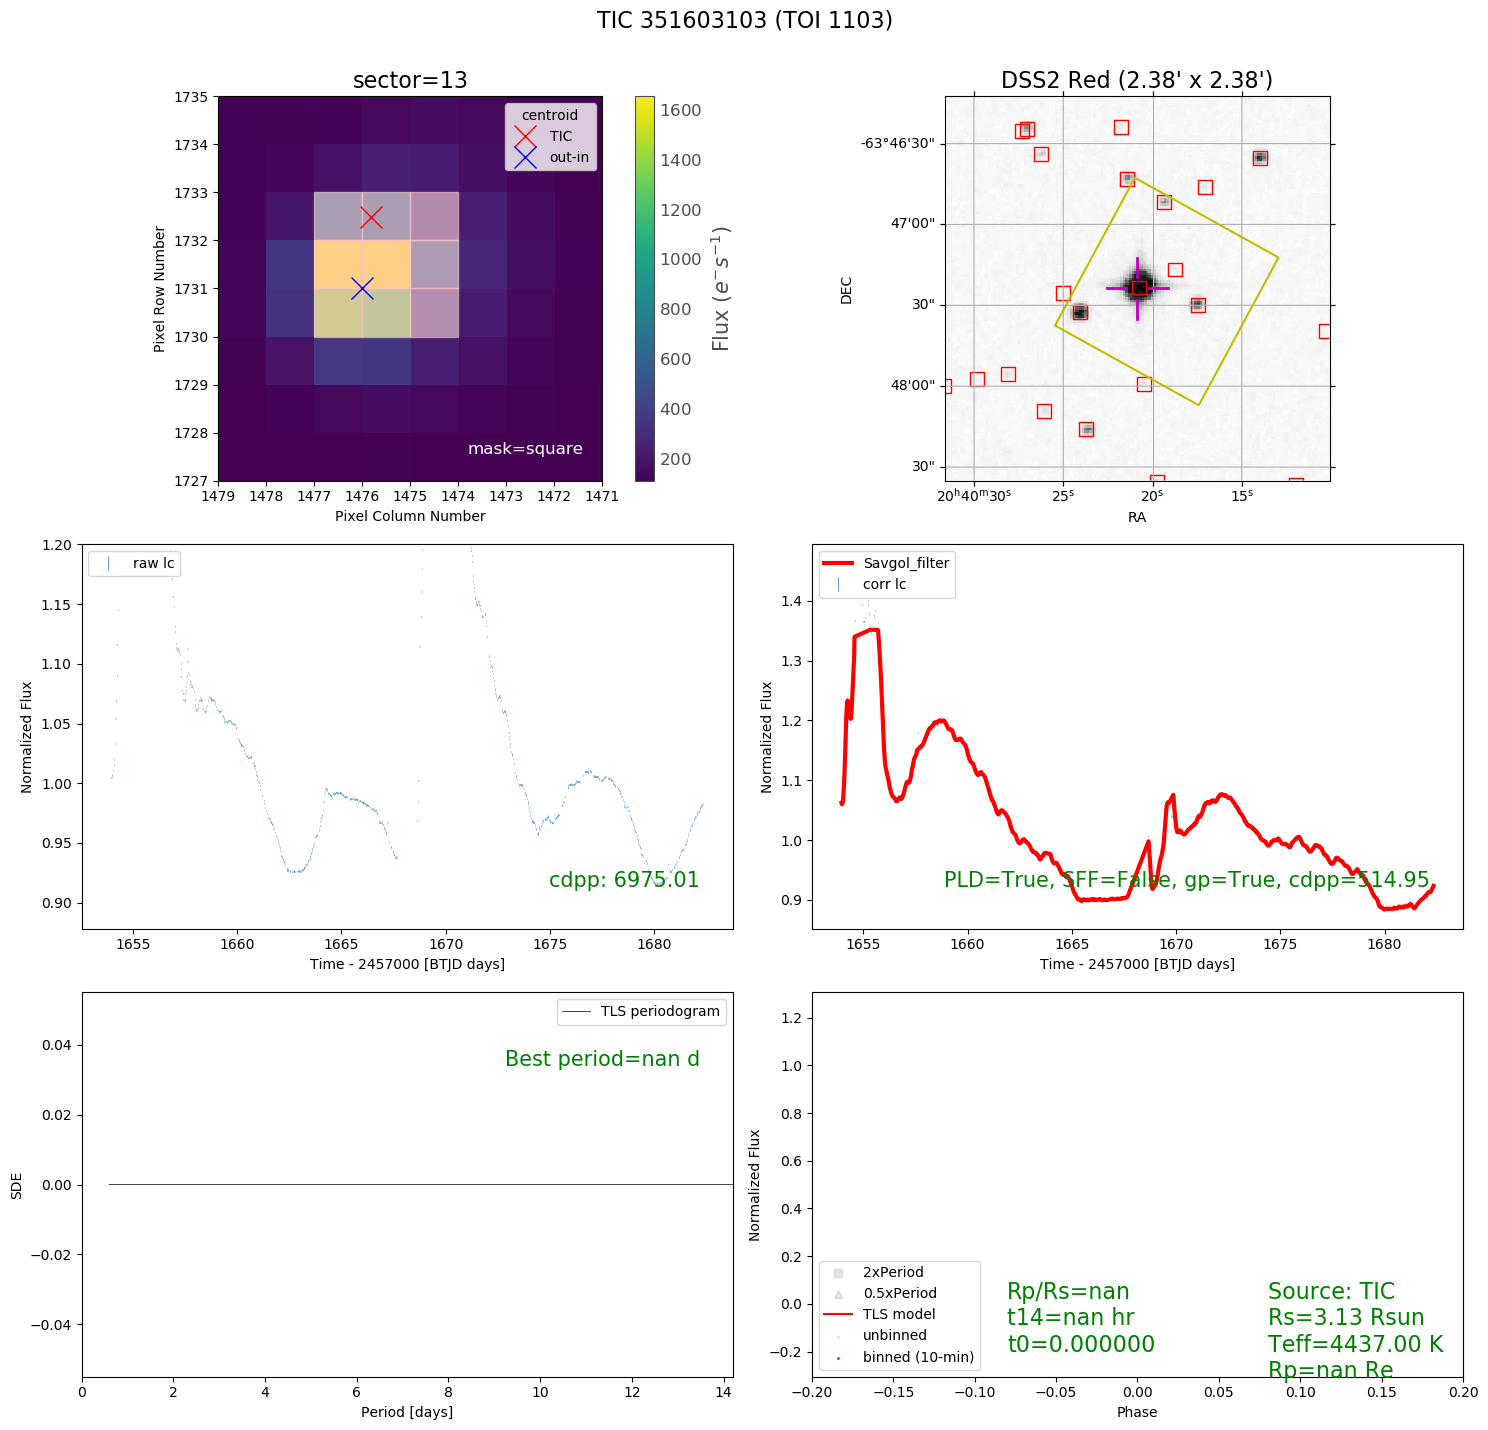 TIC 351603103 (TOI 1103)
sector=13
1735
1734
1733
1732
1731
1730
1729
1728
1727
Pixel Row Number
centroid
TIC
out-in
mask=square
1479 1478 1477 1476 1475 1474 1473 1472 1471
Pixel Column Number
1600
1400
1200
1000
800
600
400
200
Flux (e⁻s⁻¹)
DSS2 Red (2.38' x 2.38')
-63°46'30"
47'00"
30"
48'00"
30"
DEC
20ʰ40ᵐ30ˢ 25ˢ 20ˢ 15ˢ
RA
raw lc
1.20
1.15
1.10
1.05
1.00
0.95
0.90
Normalized Flux
cdpp: 6975.01
1655 1660 1665 1670 1675 1680
Time - 2457000 [BTJD days]
Savgol_filter
corr lc
1.4
1.3
1.2
1.1
1.0
0.9
Normalized Flux
PLD=True, SFF=False, gp=True, cdpp=514.95
1655 1660 1665 1670 1675 1680
Time - 2457000 [BTJD days]
TLS periodogram
Best period=nan d
0.04
0.02
0.00
−0.02
−0.04
SDE
0 2 4 6 8 10 12 14
Period [days]
1.2
1.0
0.8
0.6
0.4
0.2
0.0
−0.2
Normalized Flux
2xPeriod
0.5xPeriod
TLS model
unbinned
binned (10-min)
Rp/Rs=nan
t14=nan hr
t0=0.000000
Source: TIC
Rs=3.13 Rsun
Teff=4437.00 K
Rp=nan Re
−0.20 −0.15 −0.10 −0.05 0.00 0.05 0.10 0.15 0.20
Phase